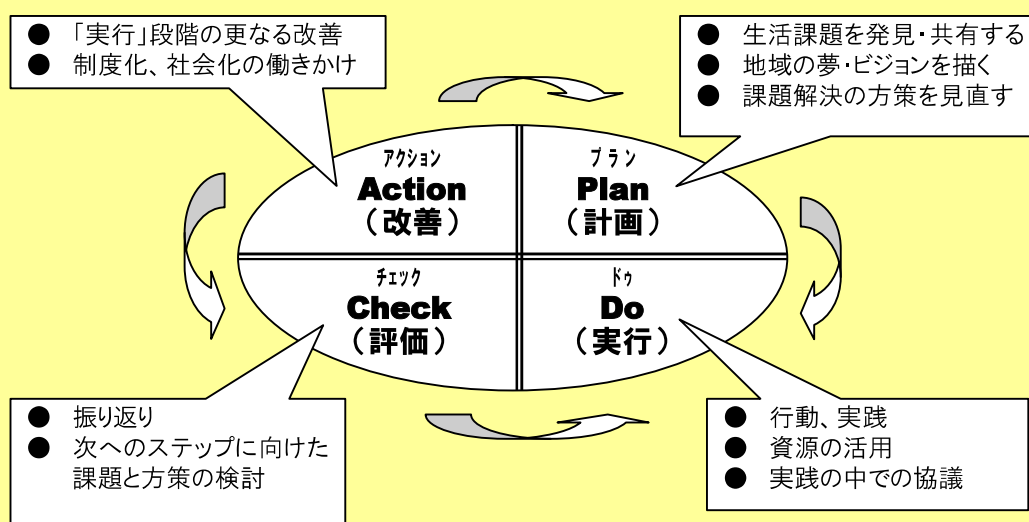 ● 「実行」段階の更なる改善
● 制度化、社会化の働きかけ
● 生活課題を発見・共有する
● 地域の夢・ビジョンを描く
● 課題解決の方策を見直す
アクション
Action
（改善）
プラン
Plan
（計画）
チェック
Check
（評価）
ドゥ
Do
（実行）
● 振り返り
● 次へのステップに向けた
課題と方策の検討
● 行動、実践
● 資源の活用
● 実践の中での協議